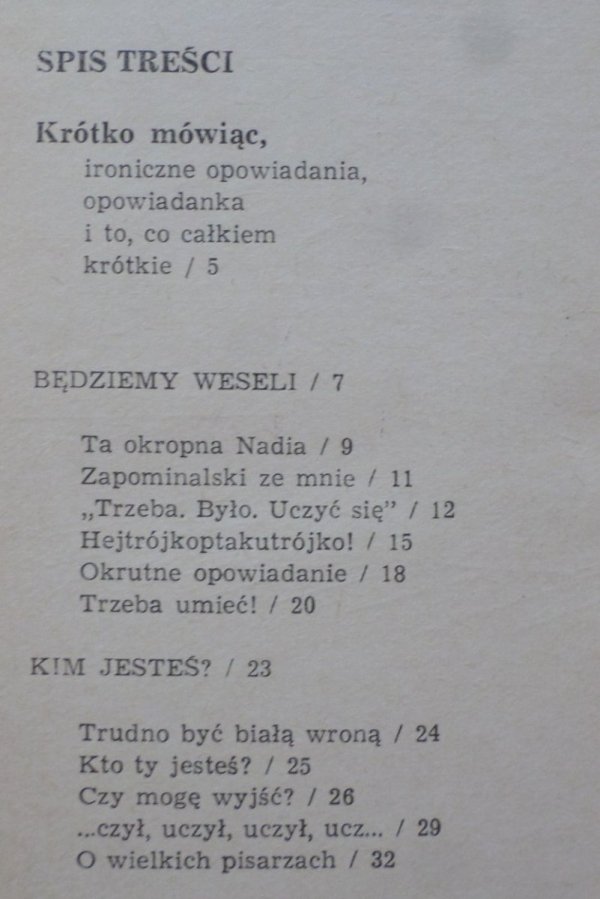 SPIS TREŚCI
Krótko mówiąc,
ironiczne opowiadania,
opowiadanka
i to, co całkiem
krótkie / 5
BĘDZIEMY WESELI / 7
Ta okropna Nadia / 9
Zapominalski ze mnie / 11
„Trzeba. Było. Uczyć się” / 12
Hejtrójkoptakutrójko! / 15
Okrutne opowiadanie / 18
Trzeba umieć! / 20
KIM JESTEŚ? / 23
Trudno być białą wroną / 24
Kto ty jesteś? / 25
Czy mogę wyjść? / 26
...czył, uczył, uczył, ucz... / 29
O wielkich pisarzach / 32